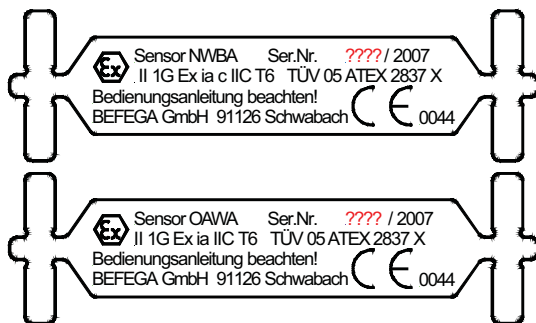 Ex Sensor NWBA Ser.Nr. ???? / 2007
II 1G Ex ia c IIC T6 TÜV 05 ATEX 2837 X
Bedienungsanleitung beachten!
BEFEGA GmbH 91126 Schwabach CE 0044
Ex Sensor OAWA Ser.Nr. ???? / 2007
II 1G Ex ia IIC T6 TÜV 05 ATEX 2837 X
Bedienungsanleitung beachten!
BEFEGA GmbH 91126 Schwabach CE 0044